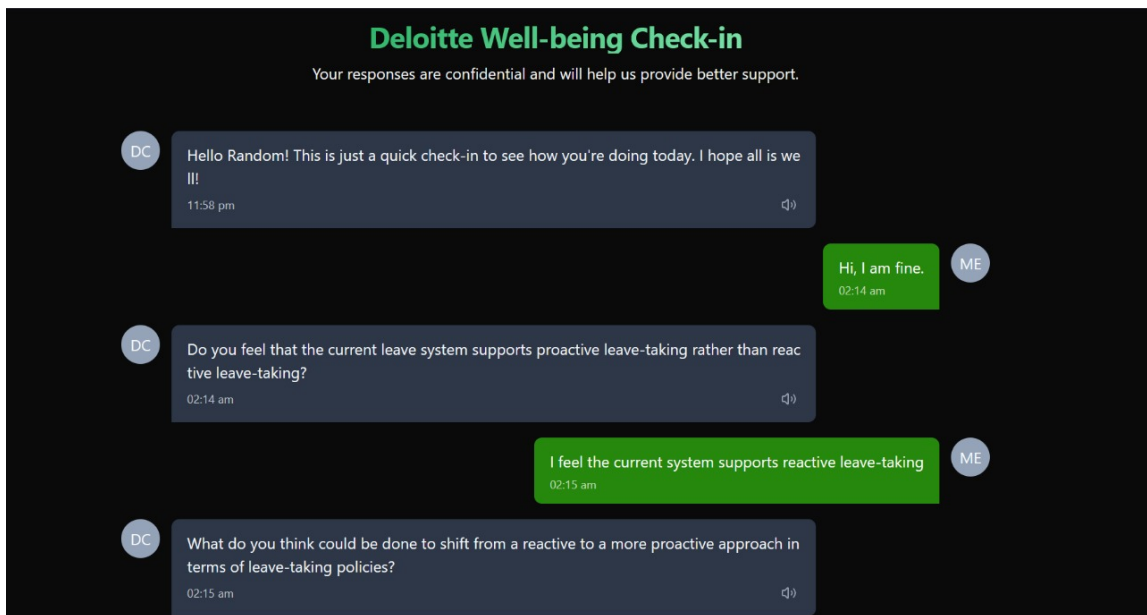 Deloitte Well-being Check-in
Your responses are confidential and will help us provide better support.
DC
Hello Random! This is just a quick check-in to see how you're doing today. I hope all is we
ll!
11:58 pm
Hi, I am fine.
ME
02:14 am
DC
Do you feel that the current leave system supports proactive leave-taking rather than reac
tive leave-taking?
02:14 am
I feel the current system supports reactive leave-taking
ME
02:15 am
DC
What do you think could be done to shift from a reactive to a more proactive approach in
terms of leave-taking policies?
02:15 am